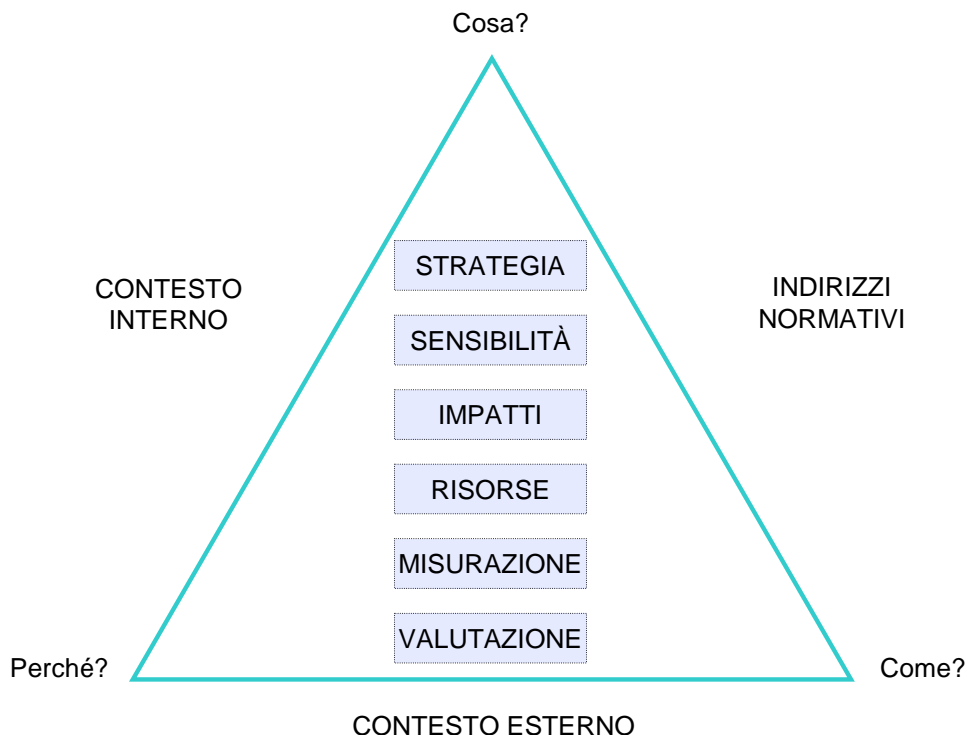 Cosa?
CONTESTO
INTERNO
STRATEGIA
SENSIBILITÀ
IMPATTI
RISORSE
MISURAZIONE
VALUTAZIONE
INDIRIZZI
NORMATIVI
Perché?
Come?
CONTESTO ESTERNO